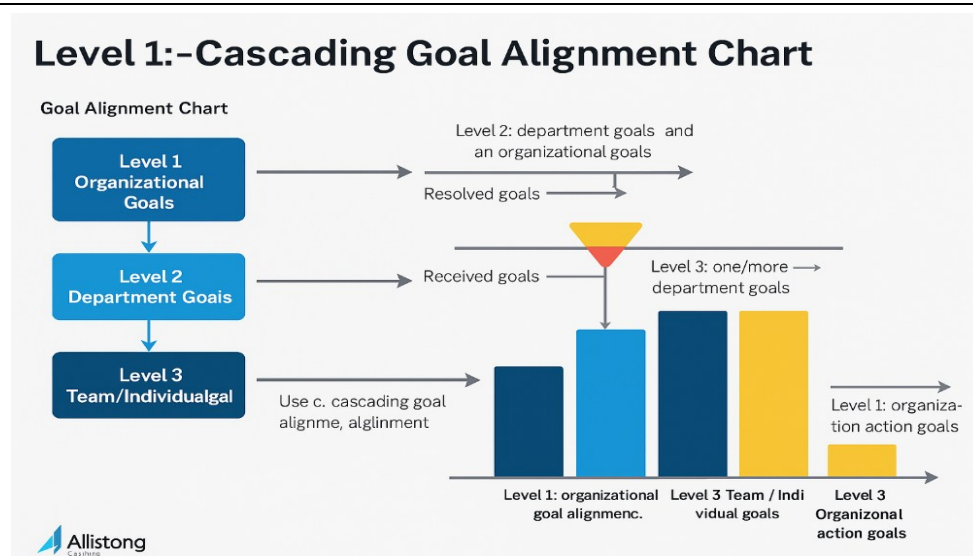 Level 1:-Cascading Goal Alignment Chart
Goal Alignment Chart
Level 1
Organizational
Goals
Level 2
Department Goais
Level 3
Team/Individualgal
Level 2: department goals and
an organizational goals
Resolved goals
Received goals
Level 3: one/more
department goals
Use c. cascading goal
alignme, alglinment
Level 1: organiza-
tion action goals
Level 1: organizational
goal alignmenc.
Level 3 Team / Indi
vidual goals
Level 3
Organizonal
action goals
Allistong